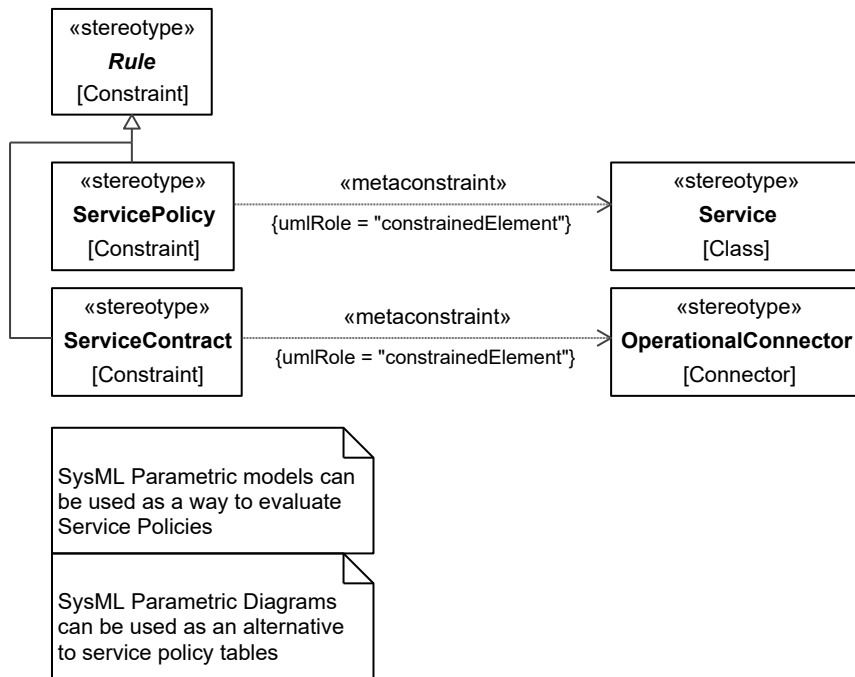 «stereotype»
Rule
[Constraint]
«stereotype»
ServicePolicy
[Constraint]
«metaconstraint»
{umlRole = "constrainedElement"}
«stereotype»
Service
[Class]
«stereotype»
ServiceContract
[Constraint]
«metaconstraint»
{umlRole = "constrainedElement"}
«stereotype»
OperationalConnector
[Connector]
SysML Parametric models can
be used as a way to evaluate
Service Policies
SysML Parametric Diagrams
can be used as an alternative
to service policy tables